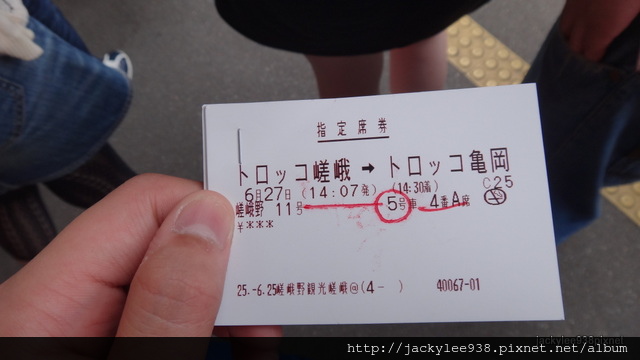 指定席券
トロッコ嵯峨 → トロッコ亀岡
6月27日 (14:07発) (14:30着) C25
嵯峨野 11号 5号車 4番A席
¥***
25.-6.25嵯峨野観光嵯峨@(4- ) 40067-01
jackylee938.pixnet
http://jackylee938.pixnet.net/album